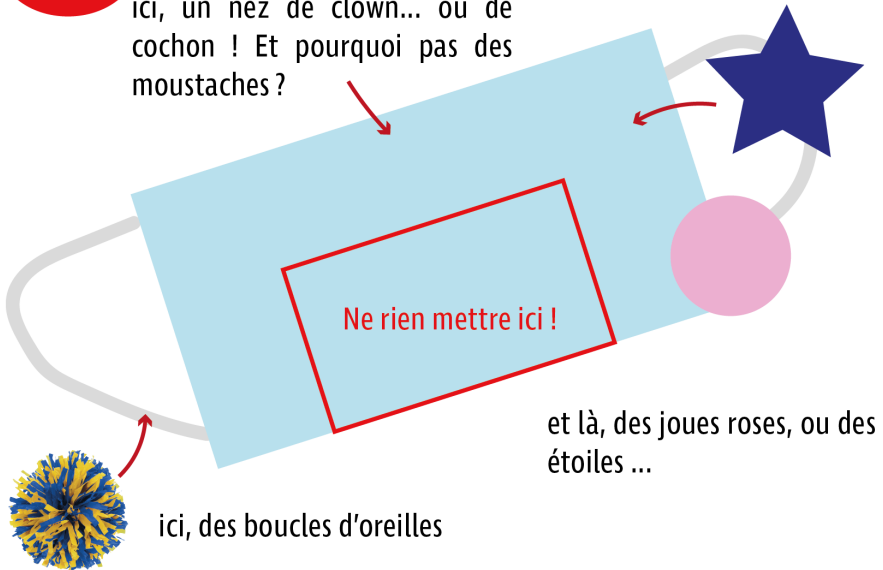 ici, un nez de clown... ou de
cochon ! Et pourquoi pas des
moustaches ?
Ne rien mettre ici !
et là, des joues roses, ou des
étoiles ...
ici, des boucles d'oreilles